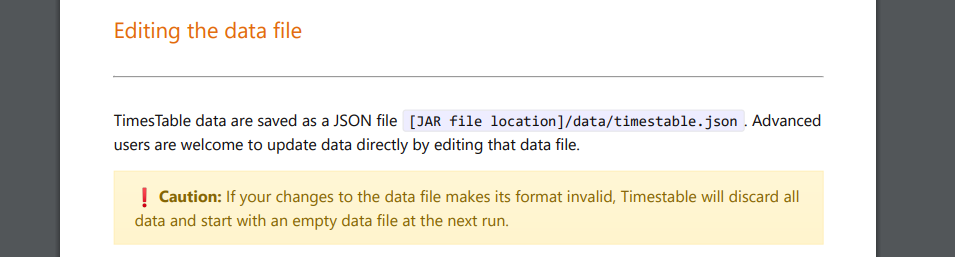 Editing the data file
TimesTable data are saved as a JSON file [JAR file location]/data/timestable.json . Advanced
users are welcome to update data directly by editing that data file.
❗ Caution: If your changes to the data file makes its format invalid, Timestable will discard all
data and start with an empty data file at the next run.